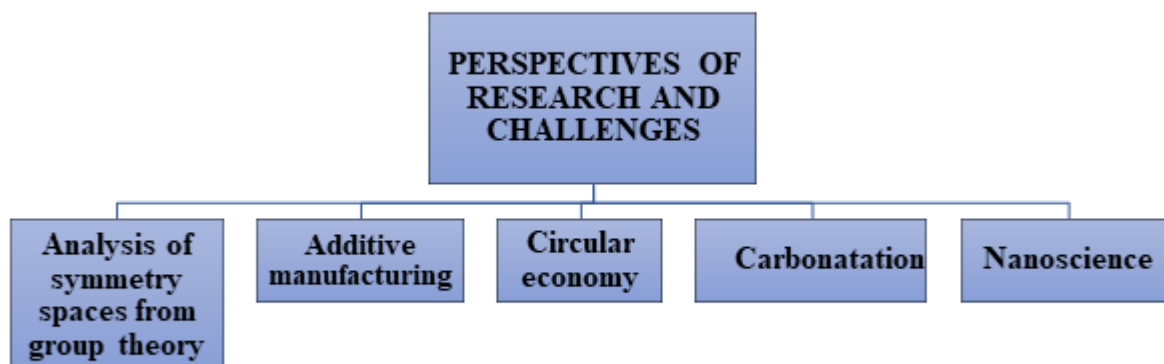 PERSPECTIVES OF
RESEARCH AND
CHALLENGES
Analysis of
symmetry
spaces from
group theory
Additive
manufacturing
Circular
economy
Carbonatation
Nanoscience